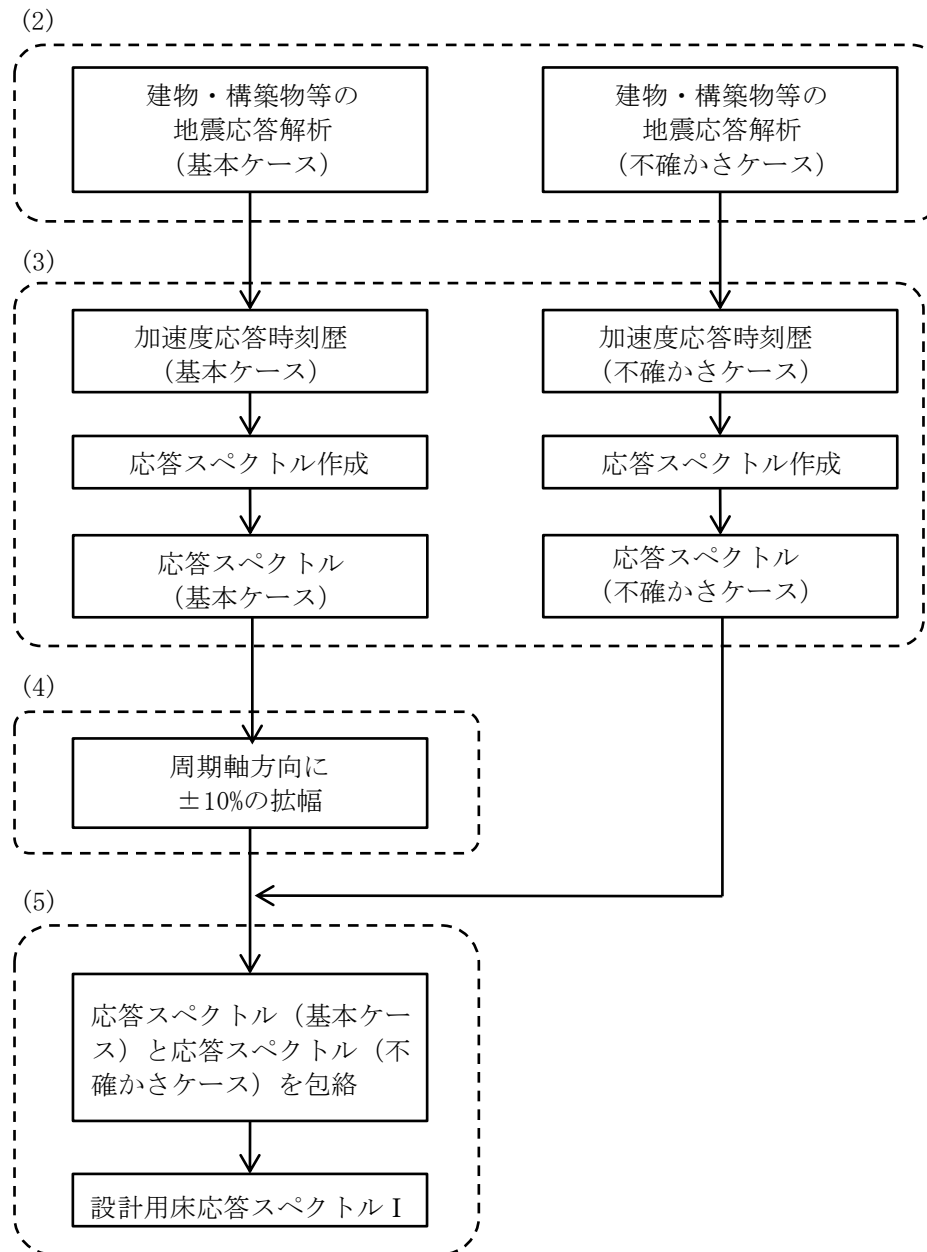 (2)
建物・構築物等の
地震応答解析
（基本ケース）
建物・構築物等の
地震応答解析
（不確かさケース）
(3)
加速度応答時刻歴
（基本ケース）
加速度応答時刻歴
（不確かさケース）
応答スペクトル作成
応答スペクトル作成
応答スペクトル
（基本ケース）
応答スペクトル
（不確かさケース）
(4)
周期軸方向に
±10%の拡幅
(5)
応答スペクトル（基本ケー
ス）と応答スペクトル（不
確かさケース）を包絡
設計用床応答スペクトルⅠ